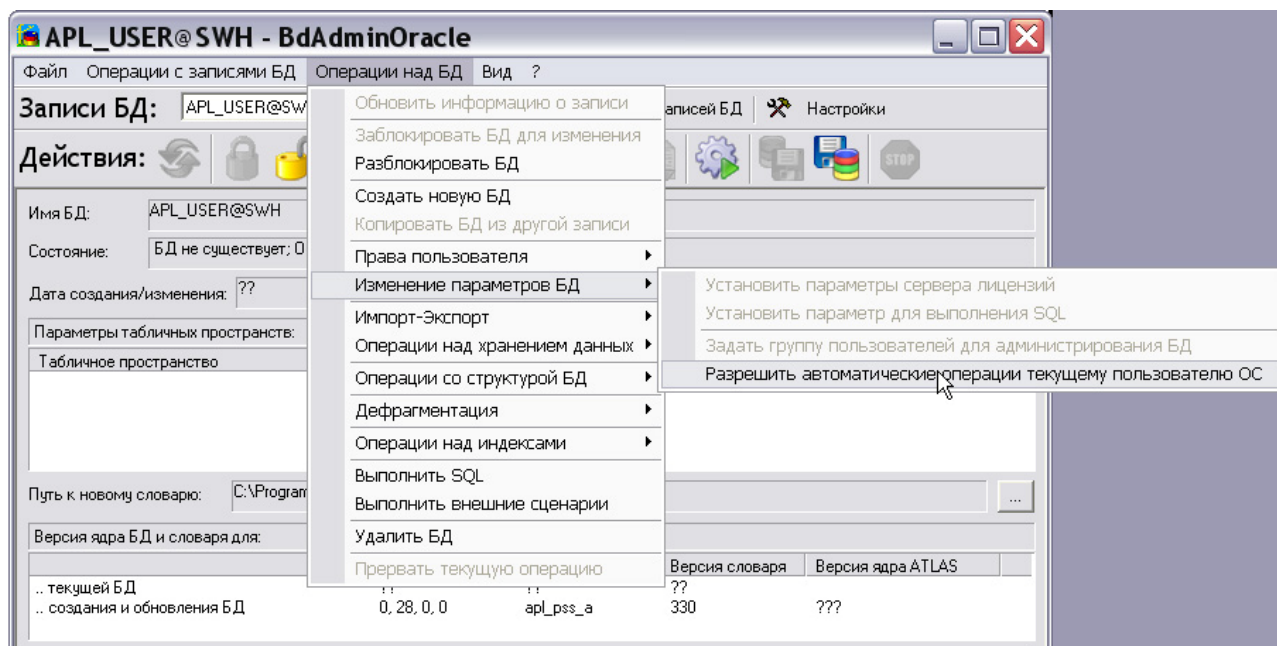 APL_USER@SWH - BdAdminOracle
Файл Операции с записями БД Операции над БД Вид ?
Записи БД: APL_USER@SW аписей БД Настройки
Действия: STOP
Имя БД: APL_USER@SWH
Состояние: БД не существует; 0
Дата создания/изменения: ??
Параметры табличных пространств:
Табличное пространство
Путь к новому словарю: C:\Program ...
Версия ядра БД и словаря для:
Версия словаря Версия ядра ATLAS
.. текущей БД ?? ?? ??
.. создания и обновления БД 0, 28, 0, 0 apl_pss_a 330 ???
Обновить информацию о записи
Заблокировать БД для изменения
Разблокировать БД
Создать новую БД
Копировать БД из другой записи
Права пользователя
Изменение параметров БД
Импорт-Экспорт
Операции над хранением данных
Операции со структурой БД
Дефрагментация
Операции над индексами
Выполнить SQL
Выполнить внешние сценарии
Удалить БД
Прервать текущую операцию
Установить параметры сервера лицензий
Установить параметр для выполнения SQL
Задать группу пользователей для администрирования БД
Разрешить автоматические операции текущему пользователю ОС